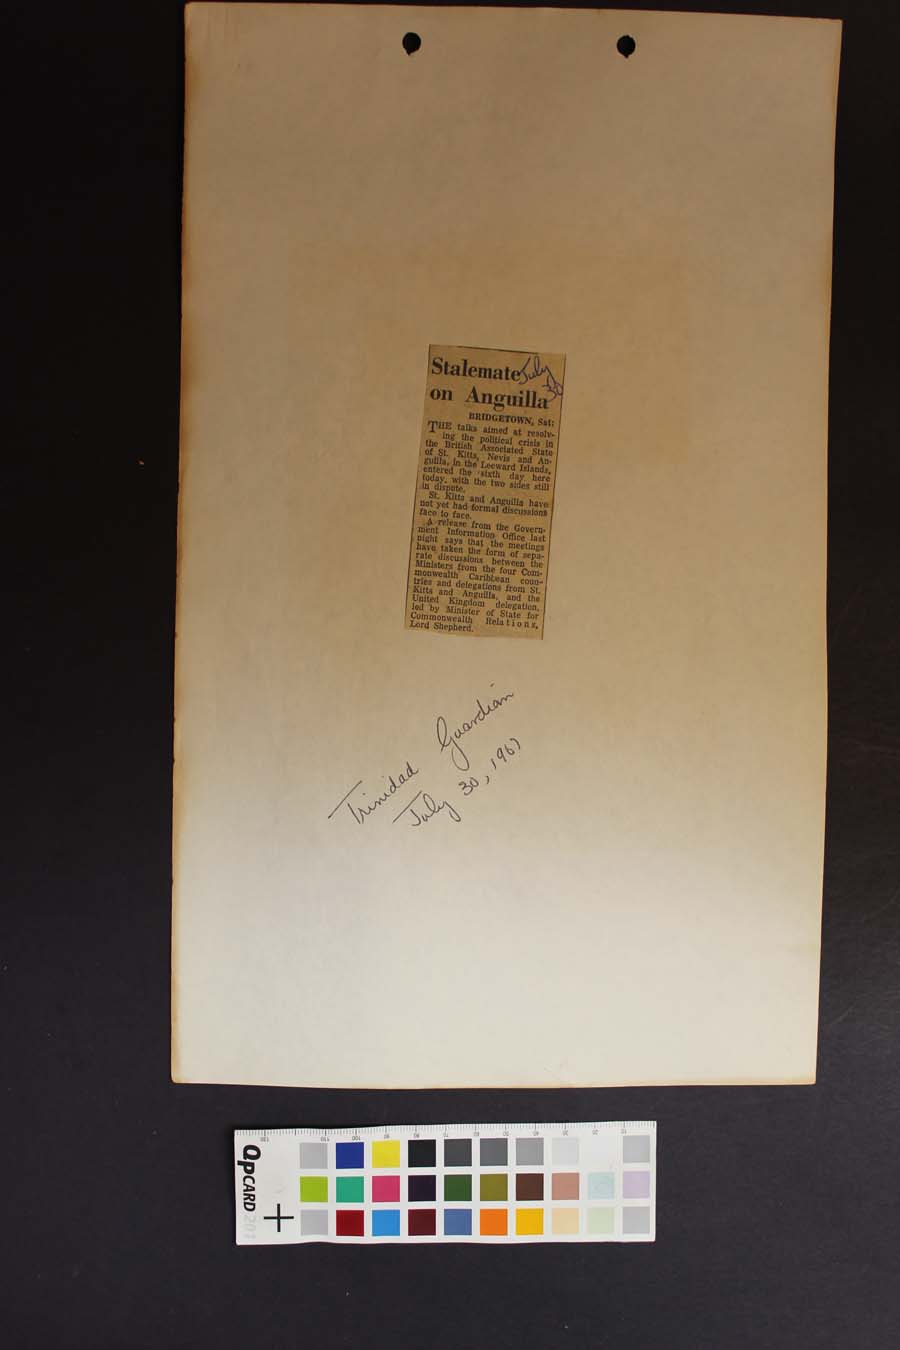 Stalemate July
on Anguilla 30
BRIDGETOWN, Sat:
THE talks aimed at resolv-
ing the political crisis in
the British Associated State
of St. Kitts, Nevis and An-
guilla, in the Leeward Islands,
entered the sixth day here
today, with the two sides still
in dispute.
St. Kitts and Anguilla have
not yet had formal discussions
face to face.
A release from the Govern-
ment Information Office last
night says that the meetings
have taken the form of sepa-
rate discussions between the
Ministers from the four Com-
monwealth Caribbean coun-
tries and delegations from St.
Kitts and Anguilla, and the
United Kingdom delegation,
led by Minister of State for
Commonwealth Relations,
Lord Shepherd.
Trinidad Guardian
July 30, 1967
QPCARD 201